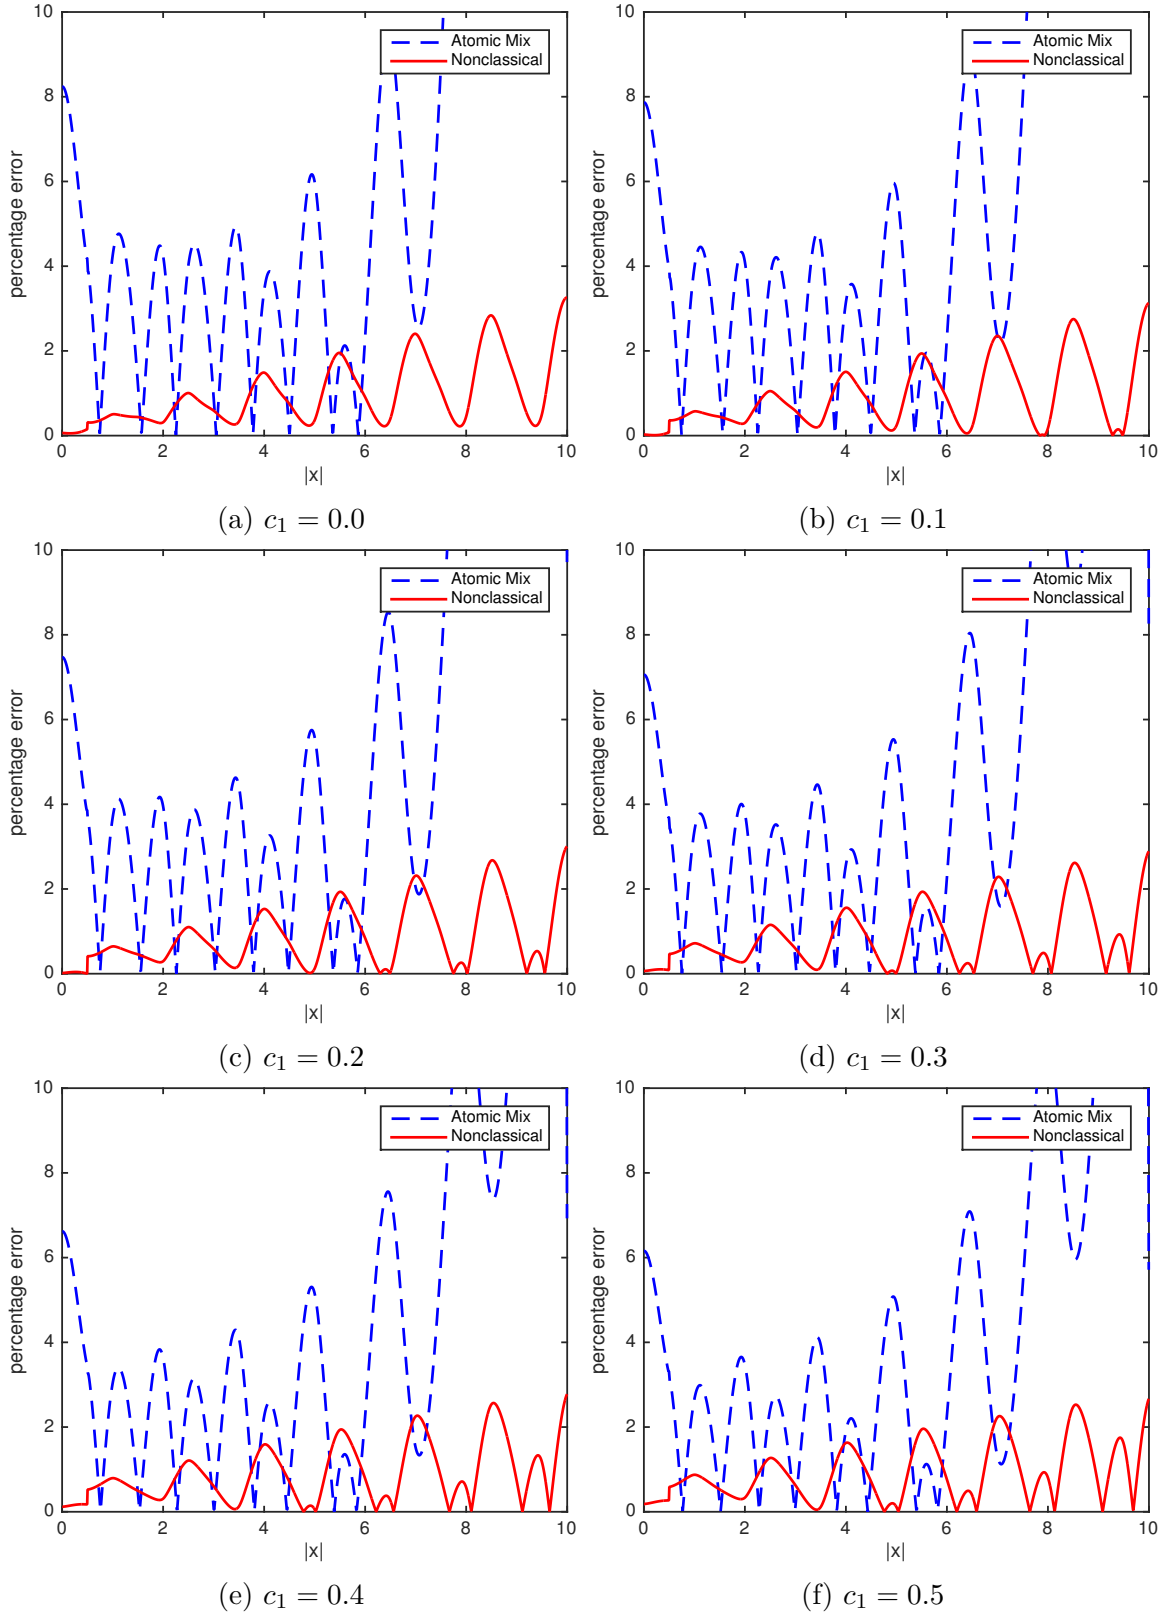 10
8
6
4
2
0
percentage error
Atomic Mix
Nonclassical
0 2 4 6 8 10
|x|
(a) c₁ = 0.0
10
8
6
4
2
0
percentage error
Atomic Mix
Nonclassical
0 2 4 6 8 10
|x|
(b) c₁ = 0.1
10
8
6
4
2
0
percentage error
Atomic Mix
Nonclassical
0 2 4 6 8 10
|x|
(c) c₁ = 0.2
10
8
6
4
2
0
percentage error
Atomic Mix
Nonclassical
0 2 4 6 8 10
|x|
(d) c₁ = 0.3
10
8
6
4
2
0
percentage error
Atomic Mix
Nonclassical
0 2 4 6 8 10
|x|
(e) c₁ = 0.4
10
8
6
4
2
0
percentage error
Atomic Mix
Nonclassical
0 2 4 6 8 10
|x|
(f) c₁ = 0.5